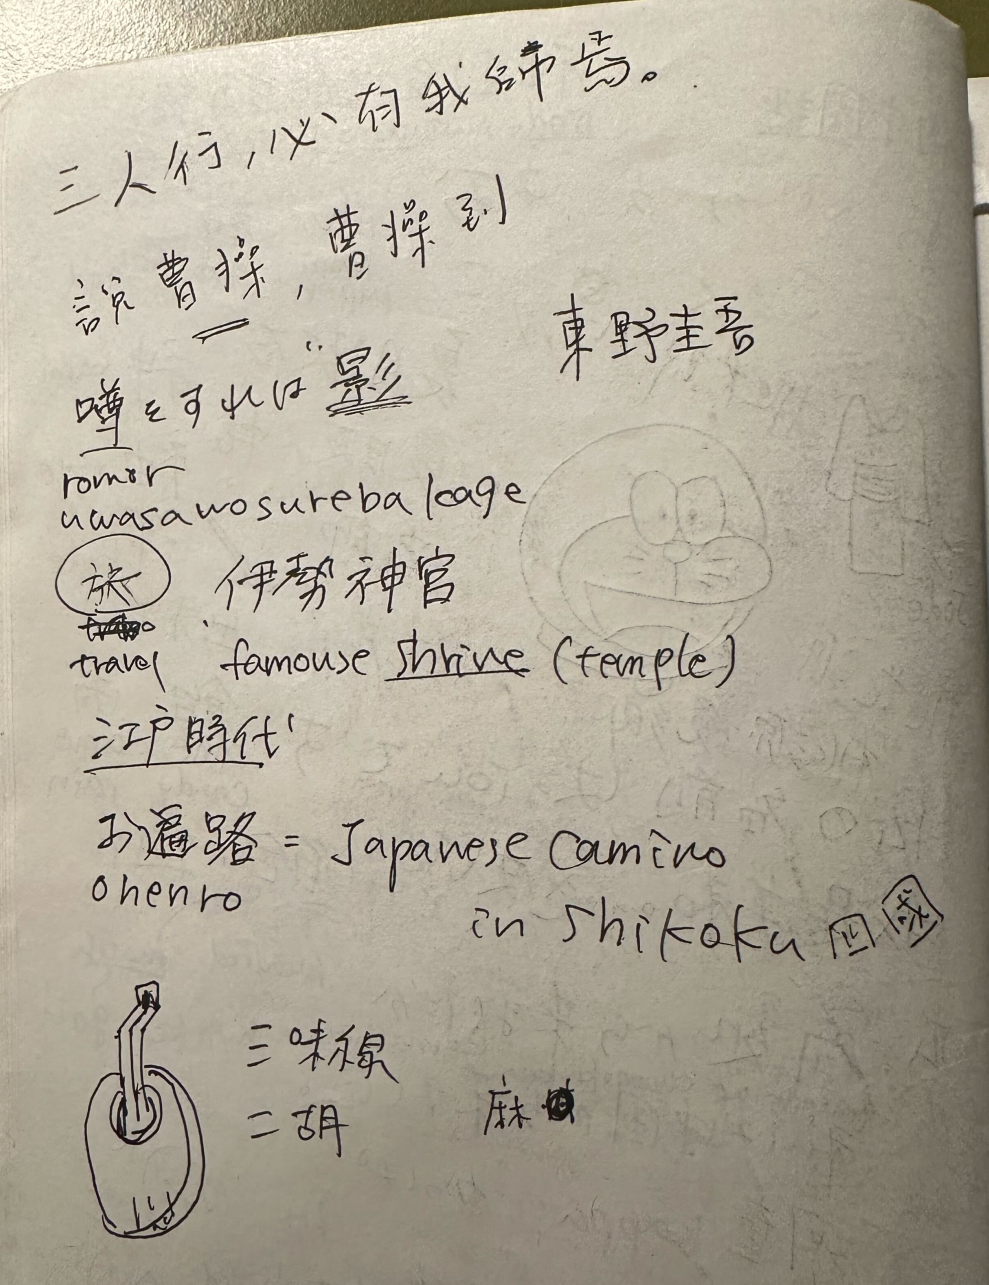 三人行,必有我師焉。
說曹操,曹操到
東野圭吾
噂をすれば影
romor
uwasawosureba kage
旅 伊勢神宮
travel famouse shrine (temple)
江戸時代
お遍路 = Japanese Camino
ohenro
in Shikoku 四國
三味線
二胡 麻